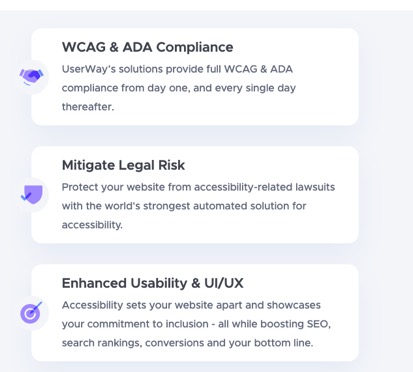 WCAG & ADA Compliance
UserWay's solutions provide full WCAG & ADA
compliance from day one, and every single day
thereafter.
Mitigate Legal Risk
Protect your website from accessibility-related lawsuits
with the world's strongest automated solution for
accessibility.
Enhanced Usability & UI/UX
Accessibility sets your website apart and showcases
your commitment to inclusion - all while boosting SEO,
search rankings, conversions and your bottom line.